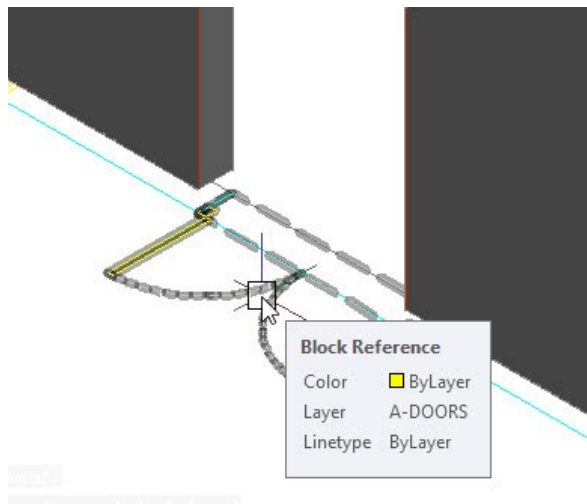 Block Reference
Color ByLayer
Layer A-DOORS
Linetype ByLayer